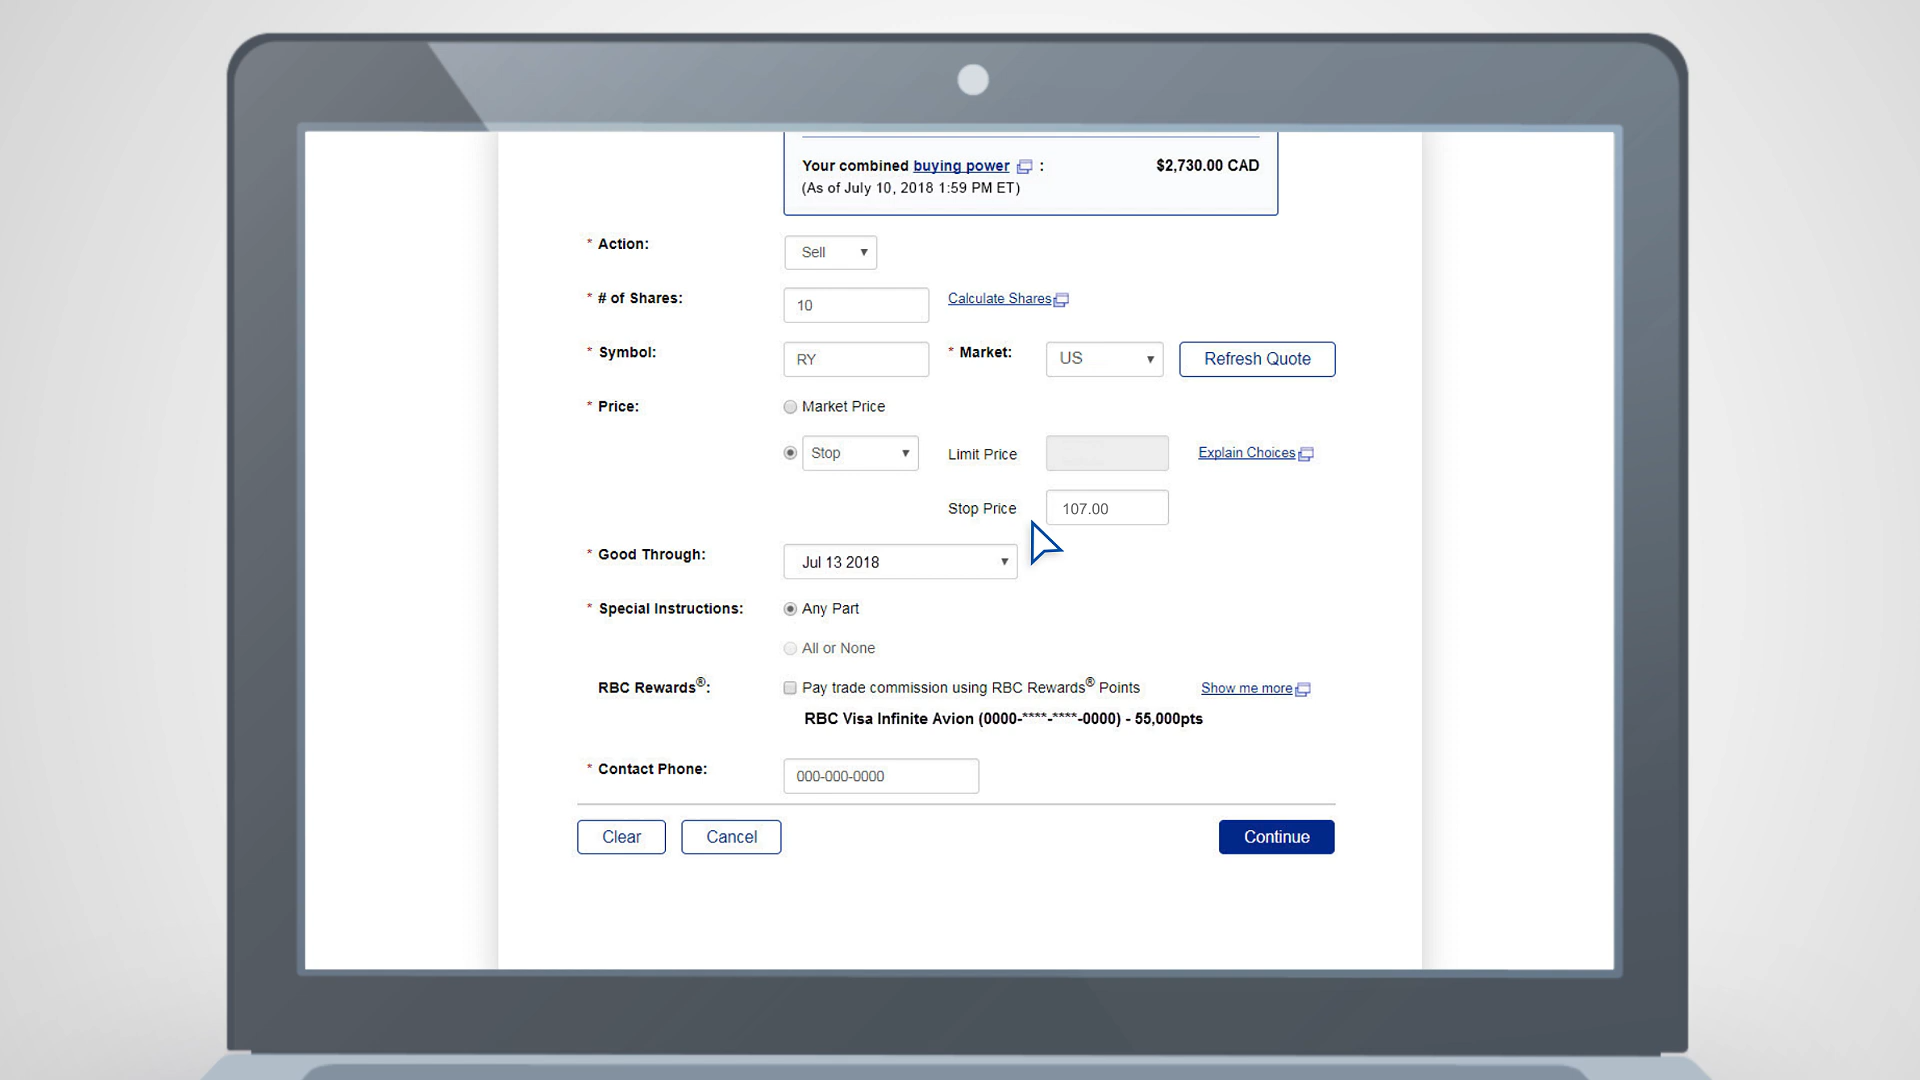 Your combined buying power : $2,730.00 CAD
(As of July 10, 2018 1:59 PM ET)
* Action: Sell
* # of Shares: 10 Calculate Shares
* Symbol: RY * Market: US Refresh Quote
* Price: Market Price
Stop Limit Price Explain Choices
Stop Price 107.00
* Good Through: Jul 13 2018
* Special Instructions: Any Part
All or None
RBC Rewards®: Pay trade commission using RBC Rewards® Points Show me more
RBC Visa Infinite Avion (0000-****-****-0000) - 55,000pts
* Contact Phone: 000-000-0000
Clear Cancel Continue